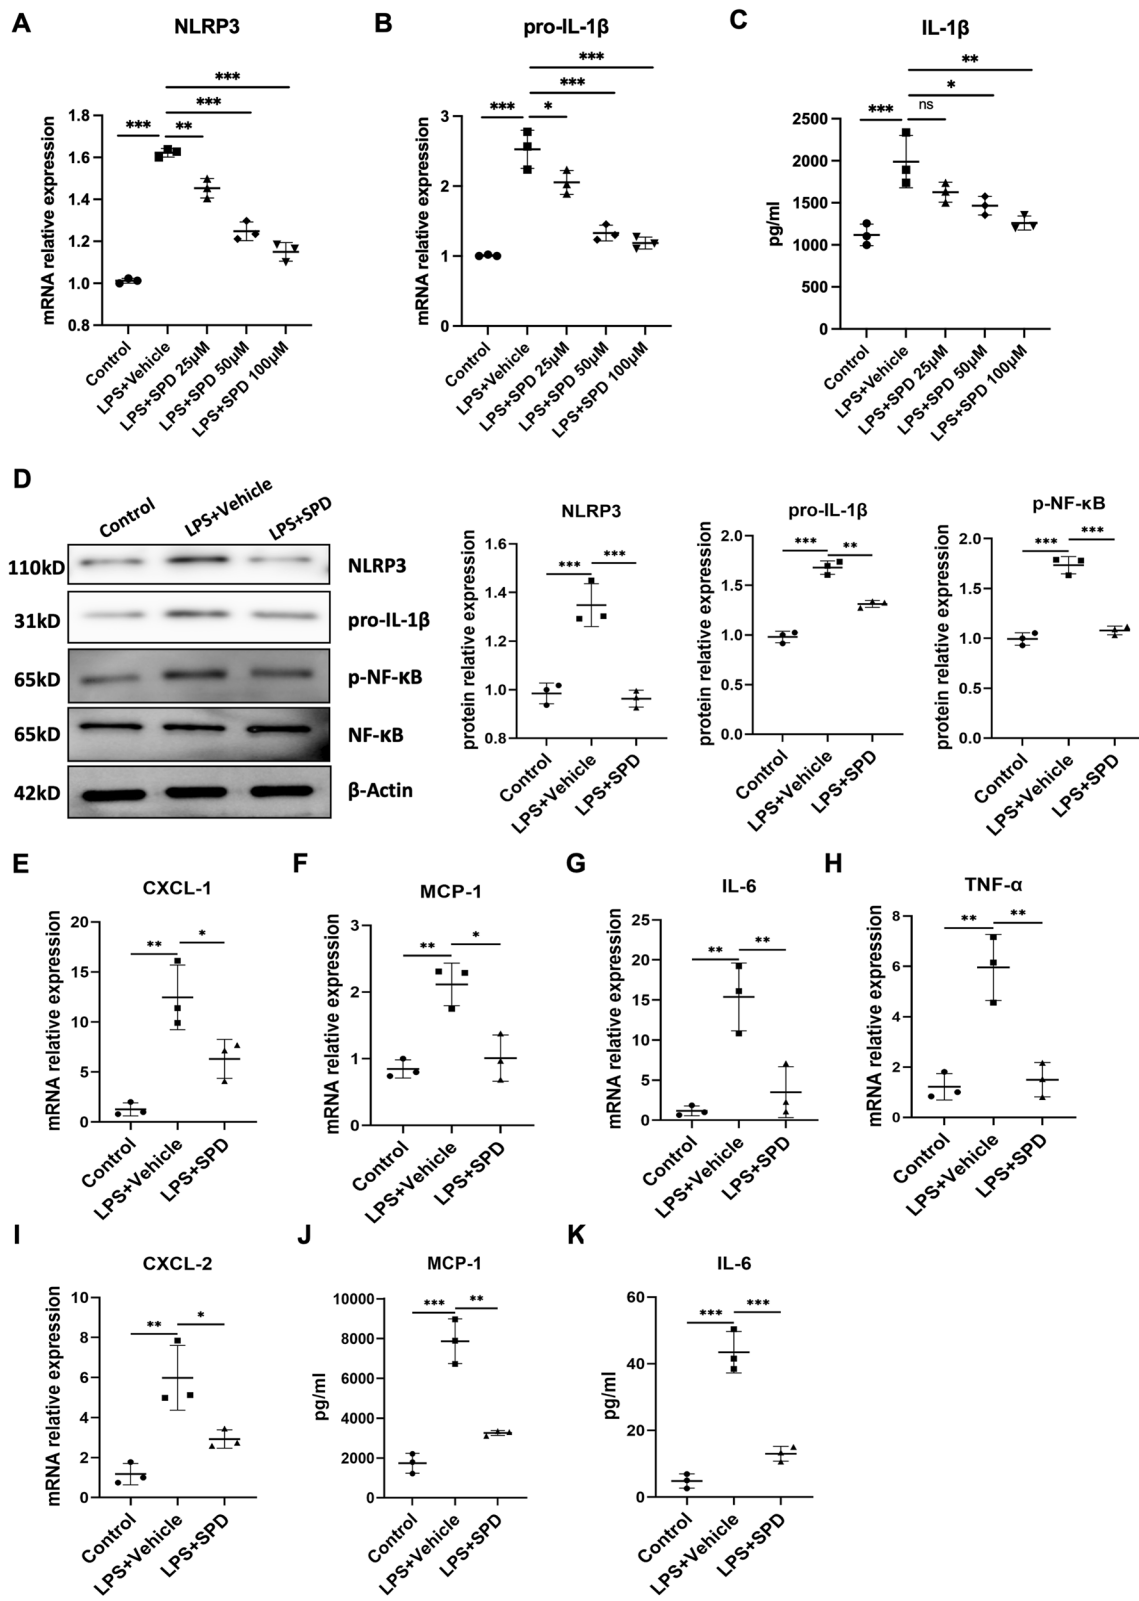 A
NLRP3
mRNA relative expression
1.8
1.6
1.4
1.2
1.0
0.8
***
**
***
***
Control
LPS+Vehicle
LPS+SPD 25μM
LPS+SPD 50μM
LPS+SPD 100μM
B
pro-IL-1β
mRNA relative expression
3
2
1
0
***
*
***
***
Control
LPS+Vehicle
LPS+SPD 25μM
LPS+SPD 50μM
LPS+SPD 100μM
C
IL-1β
pg/ml
2500
2000
1500
1000
500
0
***
ns
*
**
Control
LPS+Vehicle
LPS+SPD 25μM
LPS+SPD 50μM
LPS+SPD 100μM
D
Control
LPS+Vehicle
LPS+SPD
110kD
NLRP3
31kD
pro-IL-1β
65kD
p-NF-κB
65kD
NF-κB
42kD
β-Actin
NLRP3
protein relative expression
1.6
1.4
1.2
1.0
0.8
***
***
Control
LPS+Vehicle
LPS+SPD
pro-IL-1β
protein relative expression
2.0
1.5
1.0
0.5
0.0
***
**
Control
LPS+Vehicle
LPS+SPD
p-NF-κB
protein relative expression
2.0
1.5
1.0
0.5
0.0
***
***
Control
LPS+Vehicle
LPS+SPD
E
CXCL-1
mRNA relative expression
20
15
10
5
0
**
*
Control
LPS+Vehicle
LPS+SPD
F
MCP-1
mRNA relative expression
3
2
1
0
**
*
Control
LPS+Vehicle
LPS+SPD
G
IL-6
mRNA relative expression
25
20
15
10
5
0
**
**
Control
LPS+Vehicle
LPS+SPD
H
TNF-α
mRNA relative expression
8
6
4
2
0
**
**
Control
LPS+Vehicle
LPS+SPD
I
CXCL-2
mRNA relative expression
10
8
6
4
2
0
**
*
Control
LPS+Vehicle
LPS+SPD
J
MCP-1
pg/ml
10000
8000
6000
4000
2000
0
***
**
Control
LPS+Vehicle
LPS+SPD
K
IL-6
pg/ml
60
40
20
0
***
***
Control
LPS+Vehicle
LPS+SPD